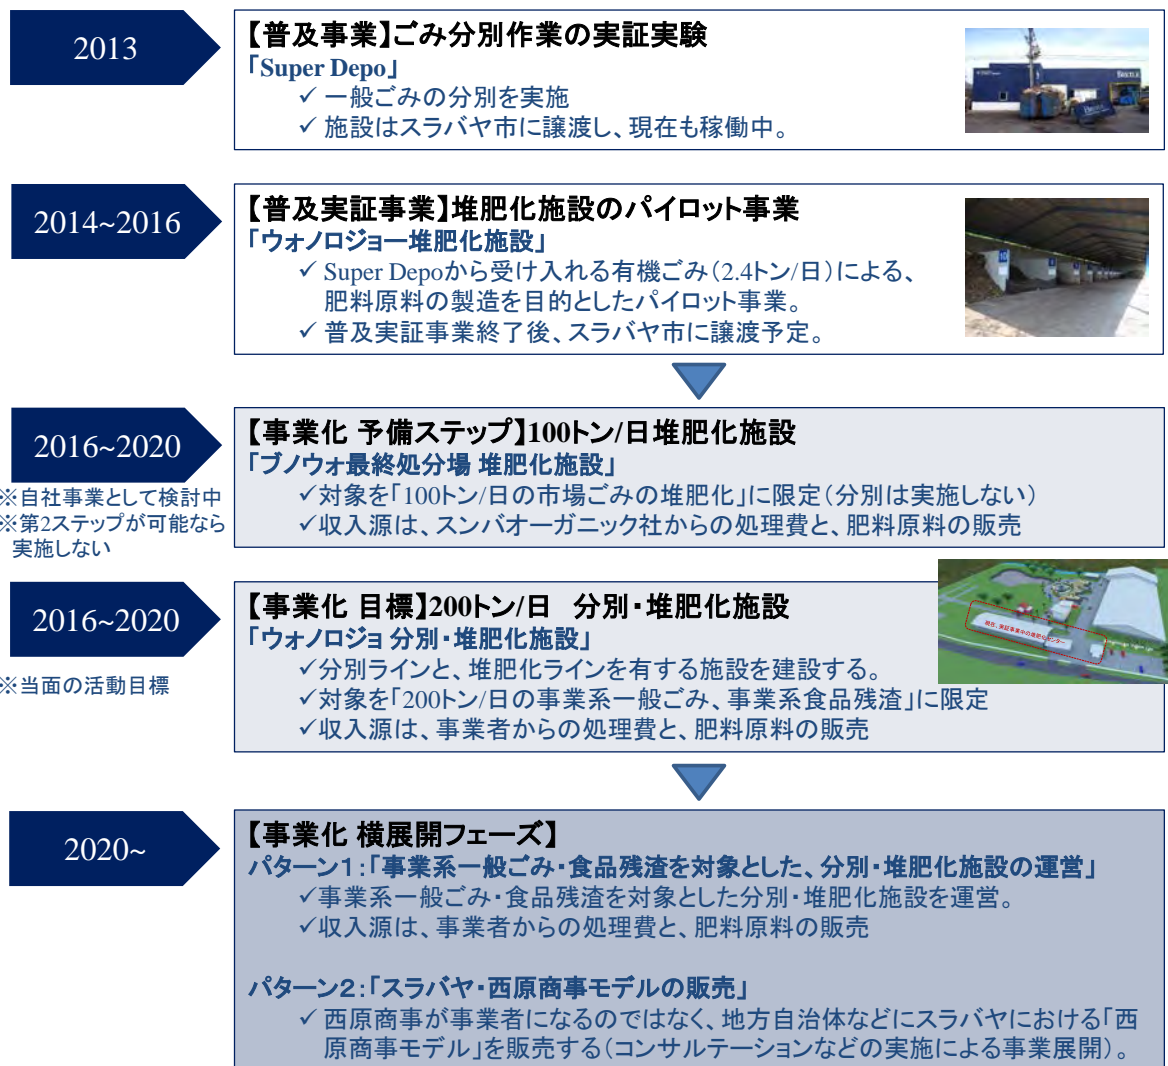 2013
【普及事業】ごみ分別作業の実証実験
「Super Depo」
✓ 一般ごみの分別を実施
✓ 施設はスラバヤ市に譲渡し、現在も稼働中。
2014~2016
【普及実証事業】堆肥化施設のパイロット事業
「ウォノロジョー堆肥化施設」
✓ Super Depoから受け入れる有機ごみ（2.4トン/日）による、
肥料原料の製造を目的としたパイロット事業。
✓ 普及実証事業終了後、スラバヤ市に譲渡予定。
2016~2020
※自社事業として検討中
※第2ステップが可能なら
実施しない
【事業化 予備ステップ】100トン/日堆肥化施設
「ブノウォ最終処分場 堆肥化施設」
✓対象を「100トン/日の市場ごみの堆肥化」に限定（分別は実施しない）
✓収入源は、スンバオーガニック社からの処理費と、肥料原料の販売
2016~2020
※当面の活動目標
【事業化 目標】200トン/日　分別・堆肥化施設
「ウォノロジョ 分別・堆肥化施設」
✓分別ラインと、堆肥化ラインを有する施設を建設する。
✓対象を「200トン/日の事業系一般ごみ、事業系食品残渣」に限定
✓収入源は、事業者からの処理費と、肥料原料の販売
現在、実証事業中の堆肥化センター
2020~
【事業化 横展開フェーズ】
パターン１：「事業系一般ごみ・食品残渣を対象とした、分別・堆肥化施設の運営」
✓事業系一般ごみ・食品残渣を対象とした分別・堆肥化施設を運営。
✓収入源は、事業者からの処理費と、肥料原料の販売
パターン２：「スラバヤ・西原商事モデルの販売」
✓ 西原商事が事業者になるのではなく、地方自治体などにスラバヤにおける「西
原商事モデル」を販売する（コンサルテーションなどの実施による事業展開）。